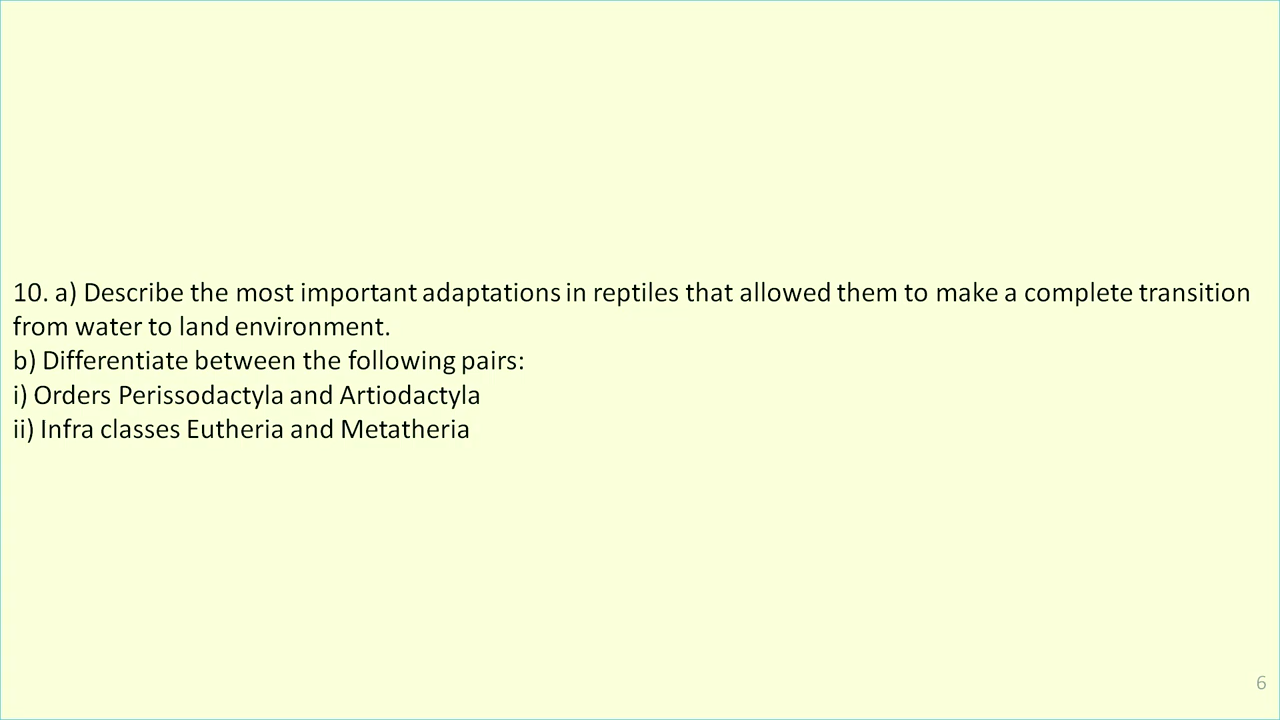 10. a) Describe the most important adaptations in reptiles that allowed them to make a complete transition
from water to land environment.
b) Differentiate between the following pairs:
i) Orders Perissodactyla and Artiodactyla
ii) Infra classes Eutheria and Metatheria
6